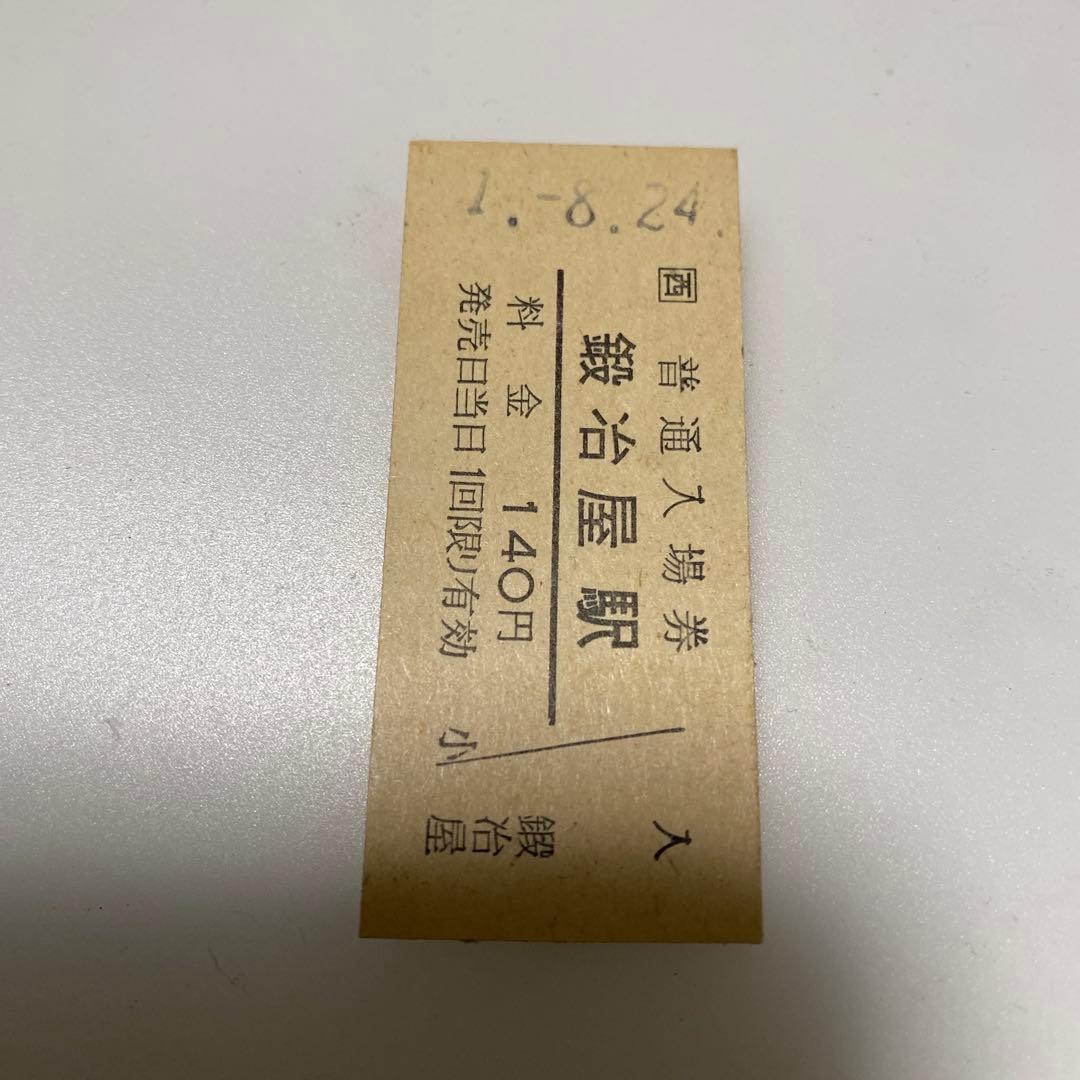 1.-8.24.
西 普通入場券
鍛冶屋駅
料金 140円
発売日当日1回限り有効
入
小
鍛冶屋